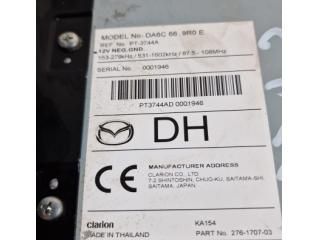 MODEL No. DA6C 66 9R0 E
REF No. PT-3744A
12V NEG.GND
153-279kHz / 531-1602kHz / 87.5 - 108MHz
SERIAL No. 0001946
PT3744AD 0001946
DH
CE
MANUFACTURER ADDRESS
CLARION CO., LTD
7-2 SHINTOSHIN, CHUO-KU, SAITAMA-SHI,
SAITAMA, JAPAN
clarion KA154
MADE IN THAILAND PART No. 276-1707-03